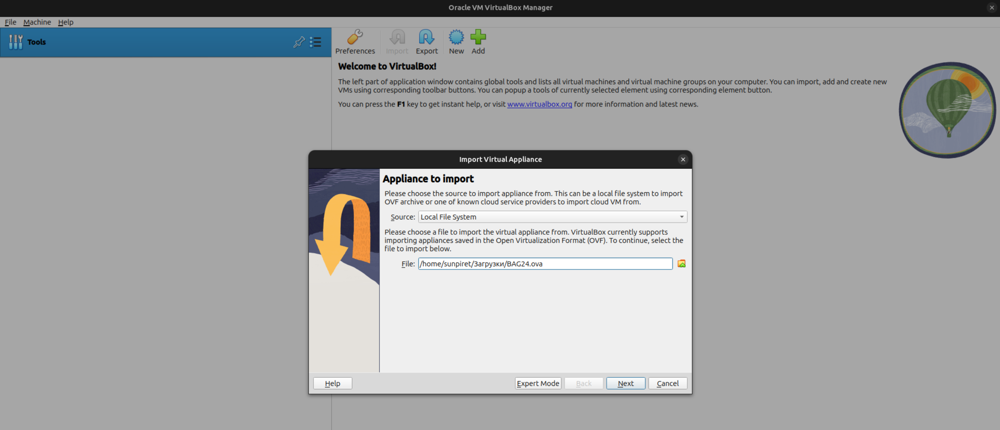 Oracle VM VirtualBox Manager
File Machine Help
Tools
Preferences Import Export New Add
Welcome to VirtualBox!
The left part of application window contains global tools and lists all virtual machines and virtual machine groups on your computer. You can import, add and create new
VMs using corresponding toolbar buttons. You can popup a tools of currently selected element using corresponding element button.
You can press the F1 key to get instant help, or visit www.virtualbox.org for more information and latest news.
Import Virtual Appliance
Appliance to import
Please choose the source to import appliance from. This can be a local file system to import
OVF archive or one of known cloud service providers to import cloud VM from.
Source: Local File System
Please choose a file to import the virtual appliance from. VirtualBox currently supports
importing appliances saved in the Open Virtualization Format (OVF). To continue, select the
file to import below.
File: /home/sunpiret/Загрузки/BAG24.ova
Help Expert Mode Back Next Cancel